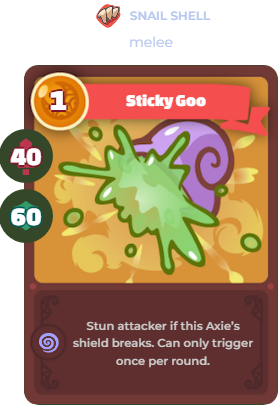 SNAIL SHELL
melee
1
Sticky Goo
40
60
Stun attacker if this Axie's
shield breaks. Can only trigger
once per round.